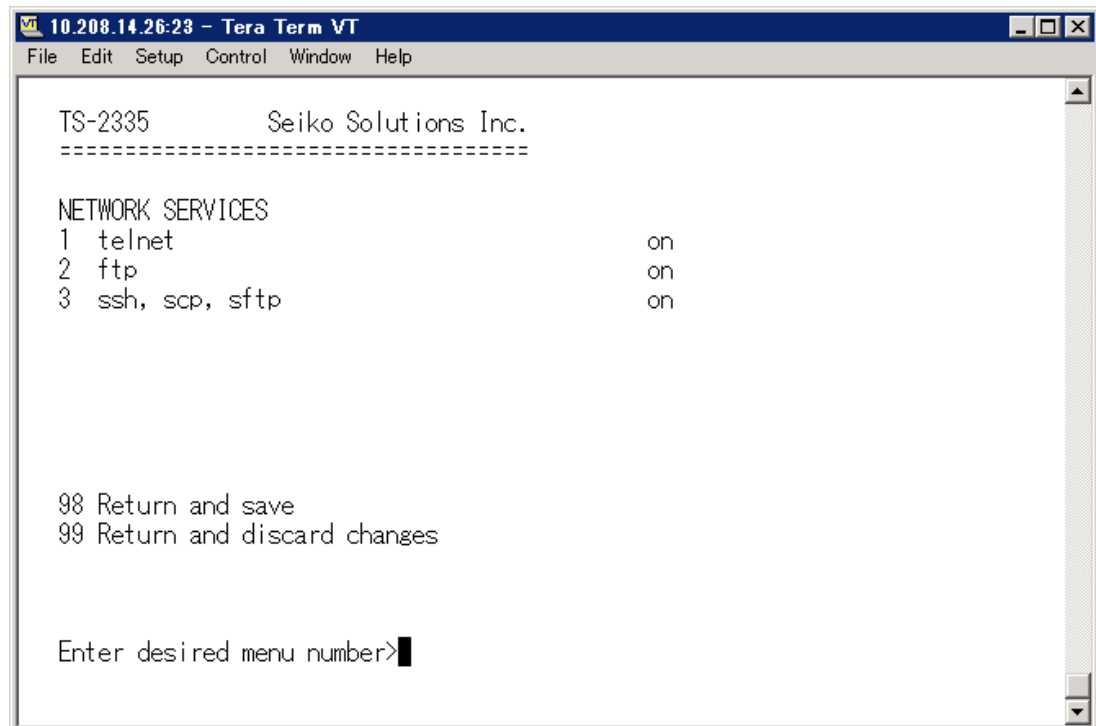 10.208.14.26:23 - Tera Term VT
File Edit Setup Control Window Help
TS-2335 Seiko Solutions Inc.
====================================
NETWORK SERVICES
1 telnet on
2 ftp on
3 ssh, scp, sftp on
98 Return and save
99 Return and discard changes
Enter desired menu number>